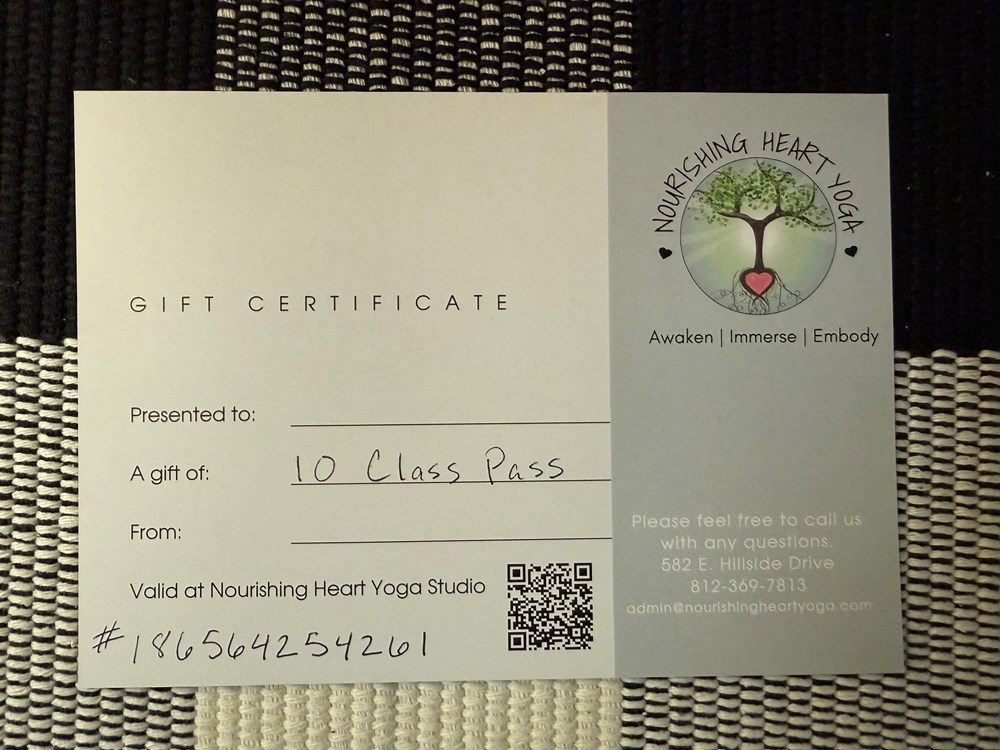 GIFT CERTIFICATE
Presented to:
A gift of: 10 Class Pass
From:
Valid at Nourishing Heart Yoga Studio
#186564254261
NOURISHING HEART YOGA
Awaken | Immerse | Embody
Please feel free to call us
with any questions.
582 E. Hillside Drive
812-369-7813
admin@nourishingheartyoga.com